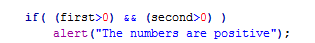 if( (first>0) && (second>0) )
alert("The numbers are positive");